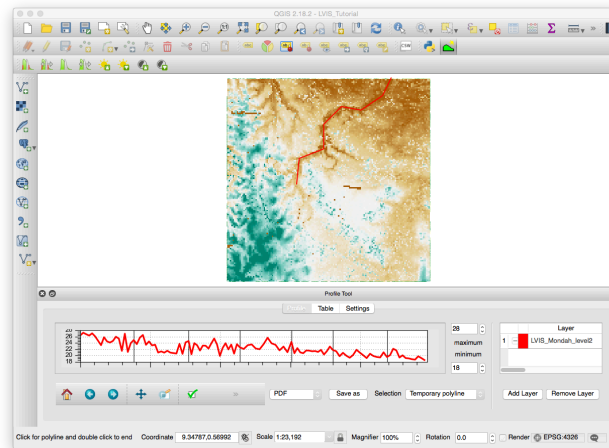 QGIS 2.18.2 - LVIS_Tutorial
Profile Tool
Table Settings
28
26
24
22
20
18
28
maximum
minimum
18
Layer
1 LVIS_Mondah_level2
PDF Save as Selection Temporary polyline Add Layer Remove Layer
Click for polyline and double click to end Coordinate 9.34787,0.56992 Scale 1:23,192 Magnifier 100% Rotation 0.0 Render EPSG:4326